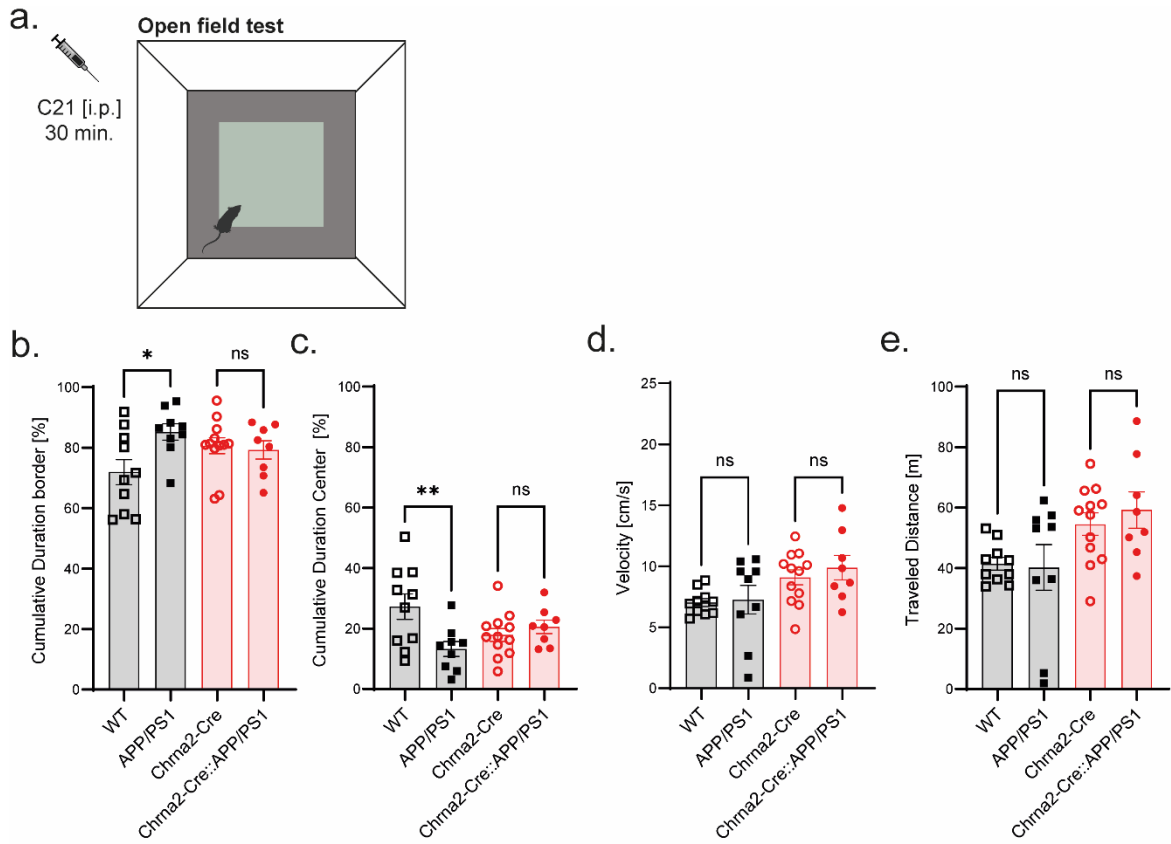 a.
Open field test
C21 [i.p.]
30 min.
b.
c.
d.
e.
Cumulative Duration border [%]
100
80
60
40
20
0
*
ns
WT
APP/PS1
Chrna2-Cre
Chrna2-Cre::APP/PS1
Cumulative Duration Center [%]
100
80
60
40
20
0
**
ns
WT
APP/PS1
Chrna2-Cre
Chrna2-Cre::APP/PS1
Velocity [cm/s]
25
20
15
10
5
0
ns
ns
WT
APP/PS1
Chrna2-Cre
Chrna2-Cre::APP/PS1
Traveled Distance [m]
100
80
60
40
20
0
ns
ns
WT
APP/PS1
Chrna2-Cre
Chrna2-Cre::APP/PS1